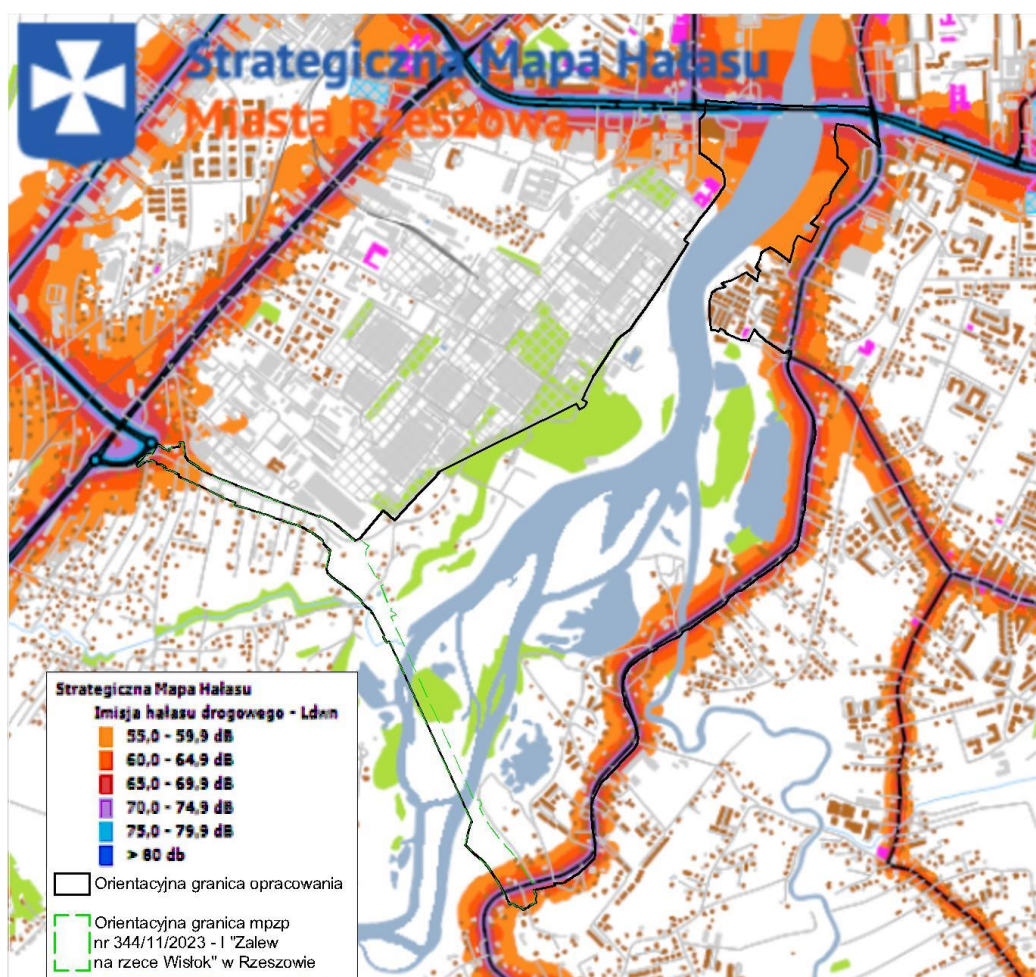 Strategiczna Mapa Hałasu
Miasta Rzeszowa
Strategiczna Mapa Hałasu
Imisja hałasu drogowego - Ldwn
55,0 - 59,9 dB
60,0 - 64,9 dB
65,0 - 69,9 dB
70,0 - 74,9 dB
75,0 - 79,9 dB
> 80 db
Orientacyjna granica opracowania
Orientacyjna granica mpzp
nr 344/11/2023 - I "Zalew
na rzece Wisłok" w Rzeszowie